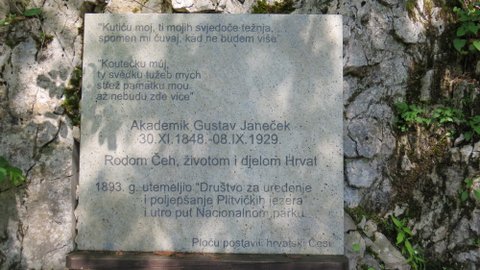 "Kutiću moj, ti mojih svjedoče težnja,
spomen mi čuvaj, kad ne budem više"
"Koutečku můj,
ty svědku tužeb mých
střež památku mou
až nebudu zde více"
Akademik Gustav Janeček
30.XI.1848.-08.IX.1929.
Rodom Čeh, životom i djelom Hrvat
1893. g. utemeljio "Društvo za uređenje
i poljepšanje Plitvičkih jezera"
i utro put Nacionalnom parku
Ploču postavili: hrvatski Česi